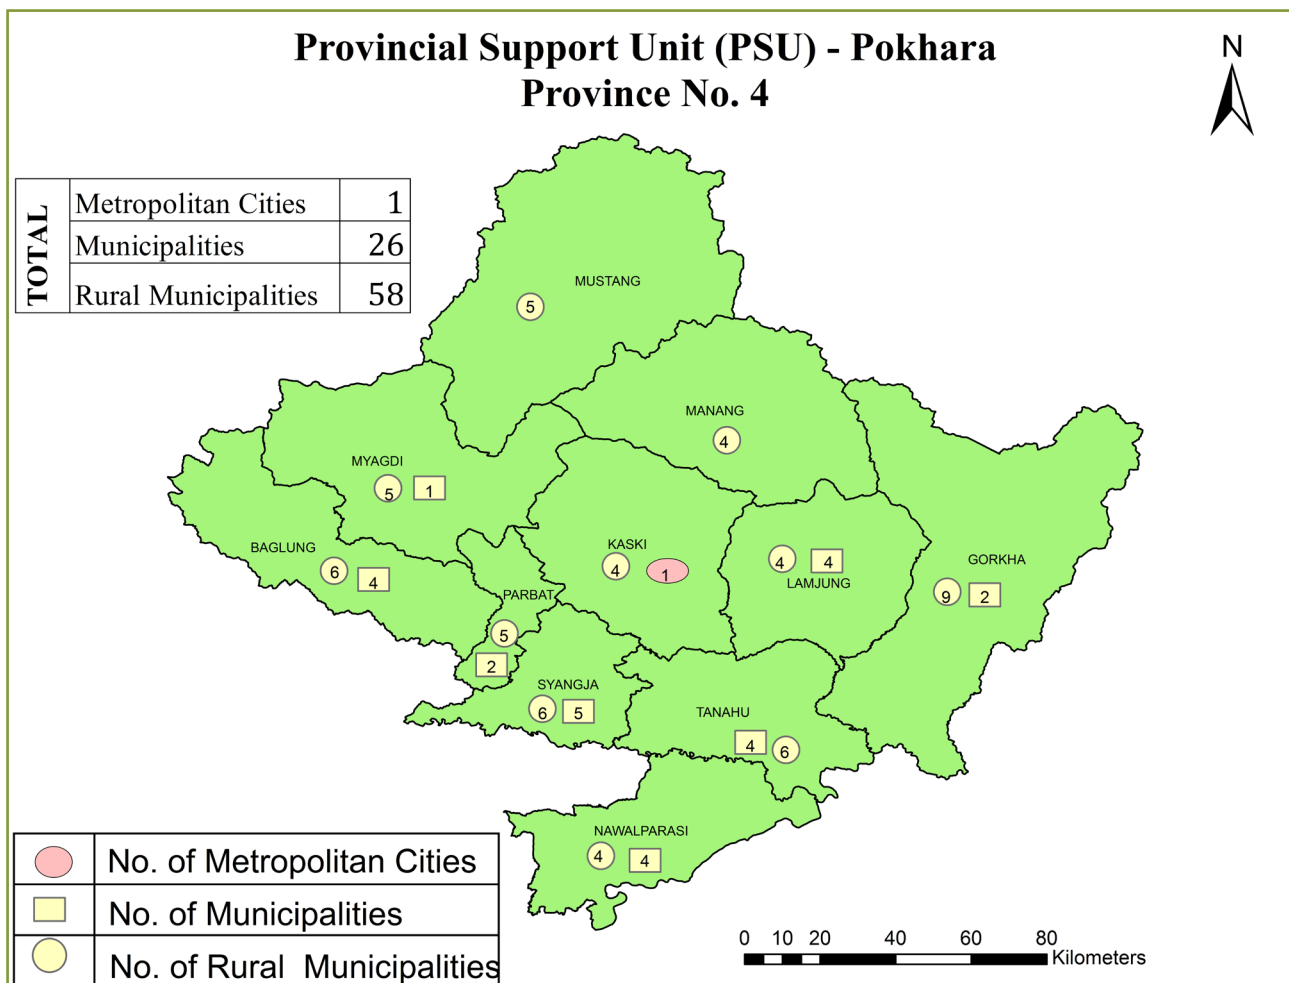 Provincial Support Unit (PSU) - Pokhara
Province No. 4
N
TOTAL
Metropolitan Cities 1
Municipalities 26
Rural Municipalities 58
MUSTANG
5
MANANG
4
MYAGDI
5 1
BAGLUNG
6 4
PARBAT
5
2
KASKI
4 1
4 4
LAMJUNG
GORKHA
9 2
SYANGJA
6 5
TANAHU
4 6
NAWALPARASI
4 4
No. of Metropolitan Cities
No. of Municipalities
No. of Rural Municipalities
0 10 20 40 60 80
Kilometers